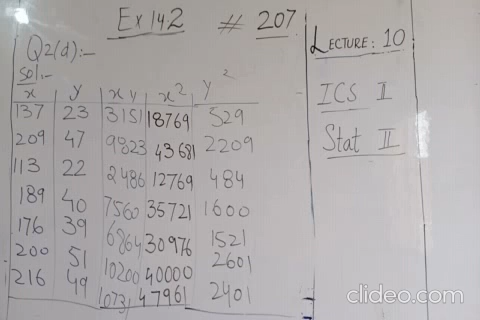 Ex 14.2 # 207
LECTURE: 10
Q2(d):-
Sol:-
ICS II
Stat II
x y xy x² y²
137 23 3151 18769 529
209 47 9823 43681 2209
113 22 2486 12769 484
189 40 7560 35721 1600
176 39 6864 30976 1521
200 51 10200 40000 2601
216 49 10731 47961 2401
clideo.com